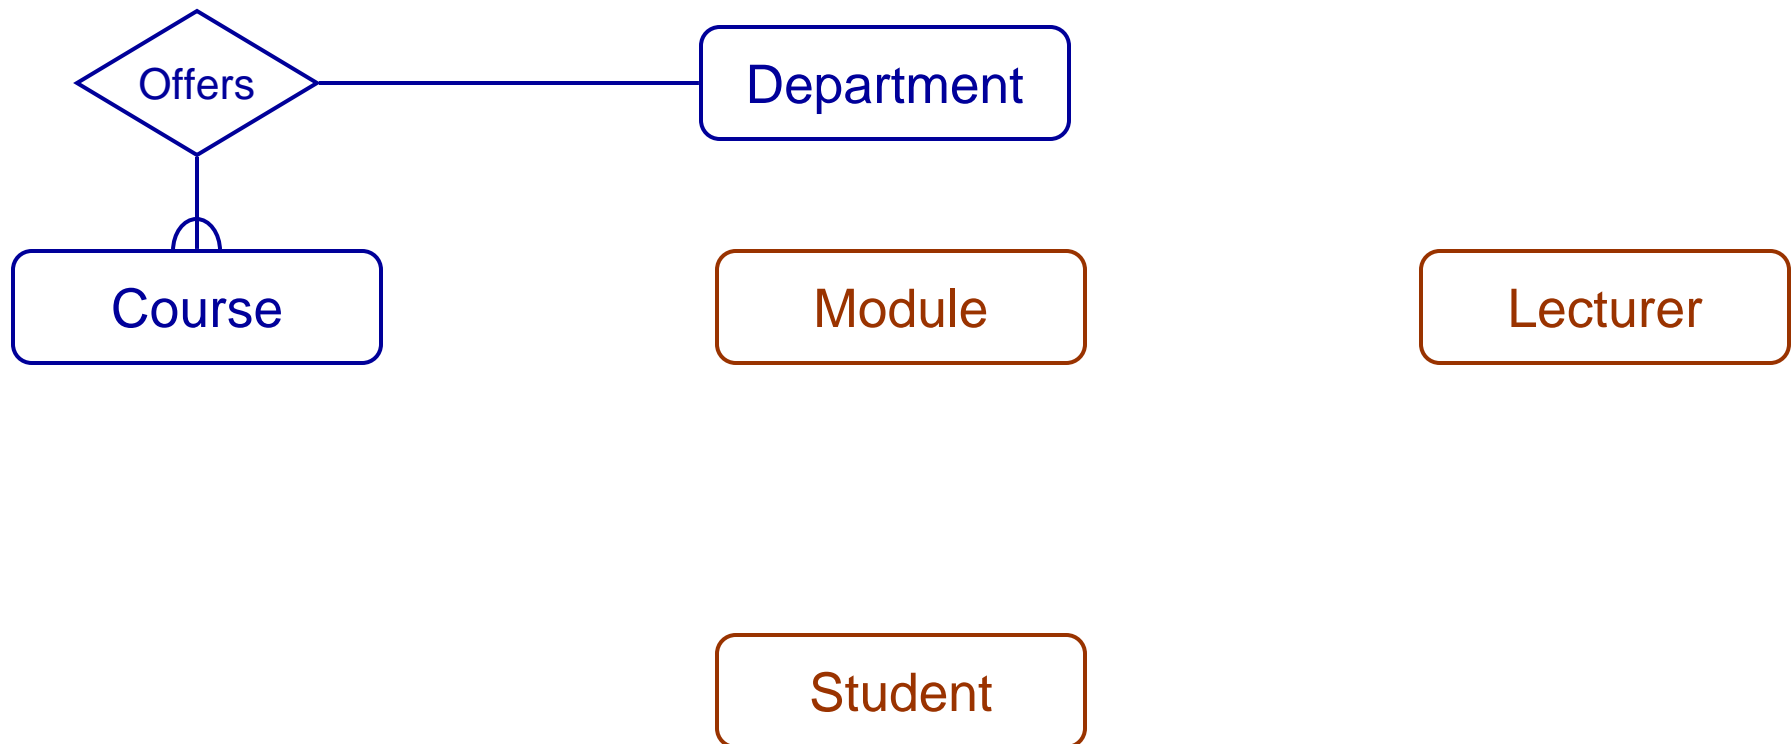 Offers
Department
Course
Module
Lecturer
Student